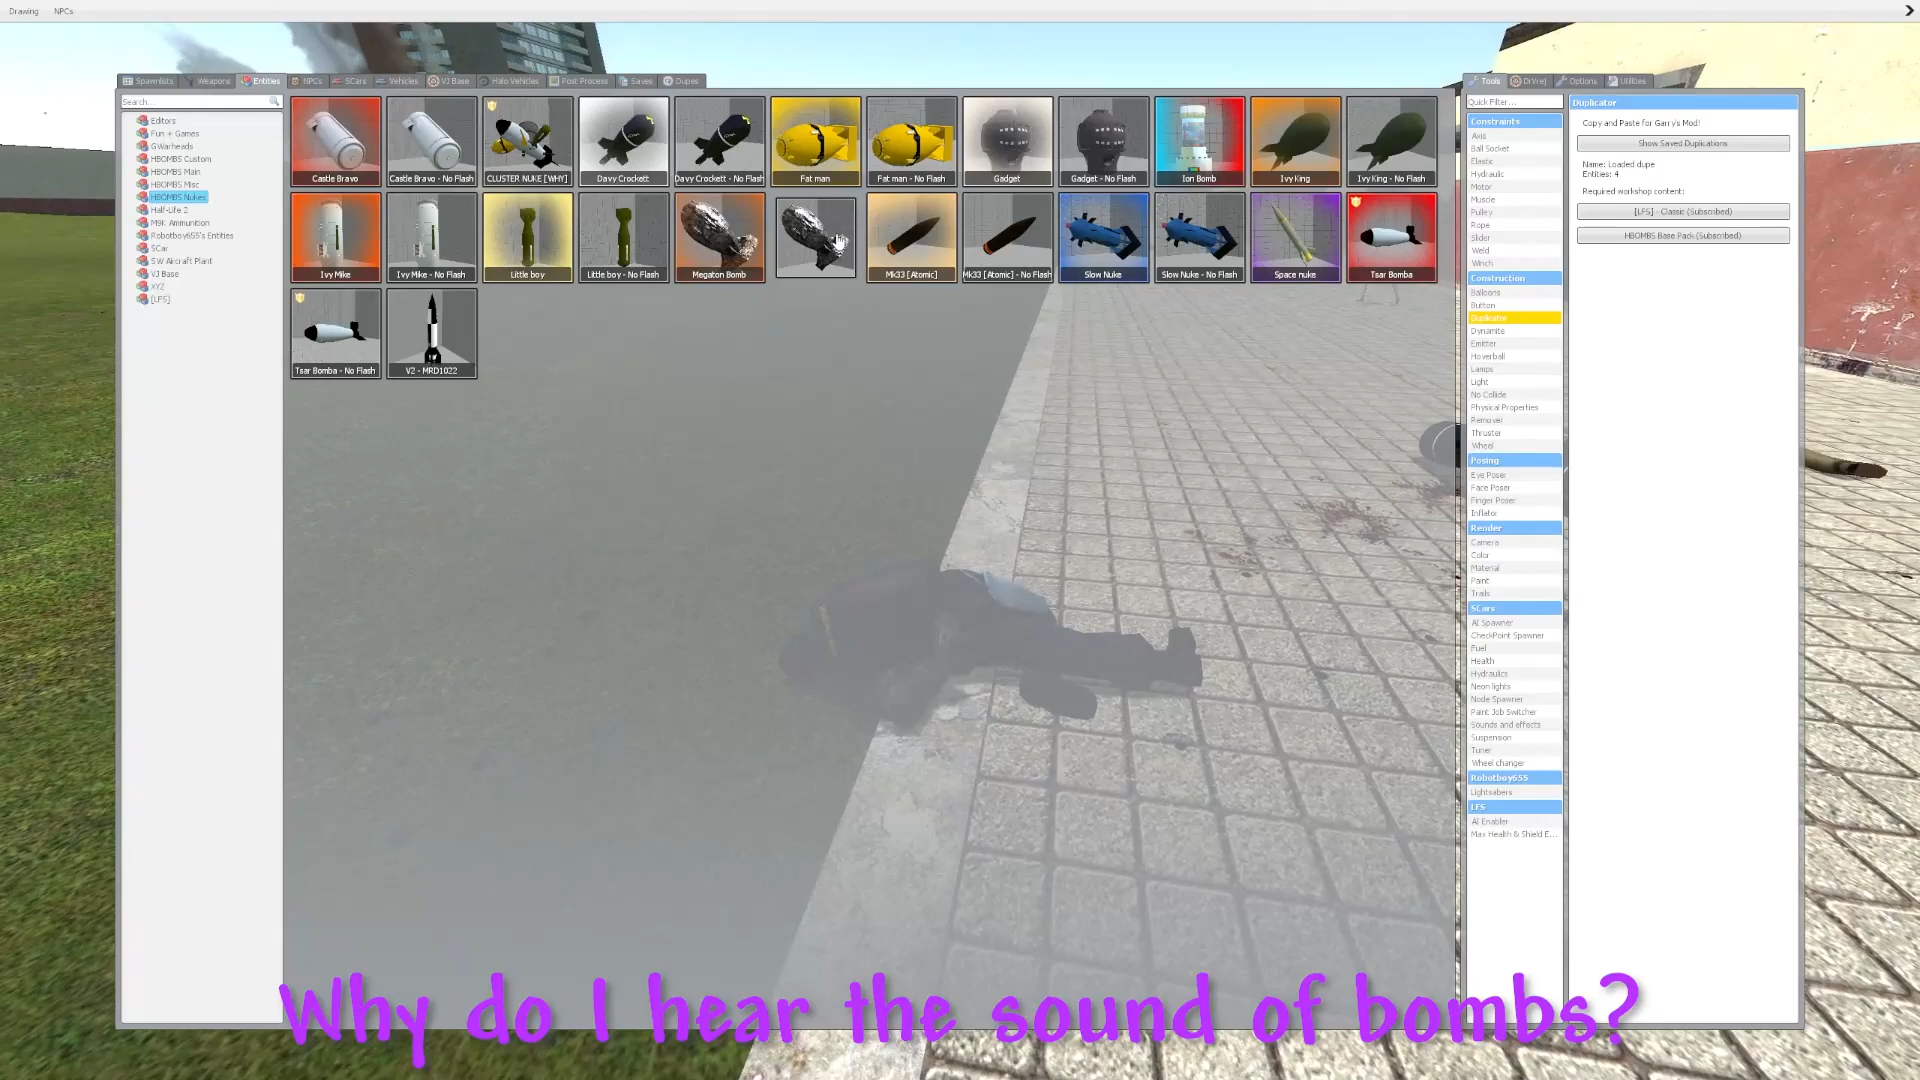 Drawing NPCs
Spawnlists Weapons Entities NPCs SCars Vehicles VJ Base Halo Vehicles Post Process Saves Dupes
Search...
Editors
Fun + Games
GWarheads
HBOMBS Custom
HBOMBS Main
HBOMBS Misc
HBOMBS Nukes
Half-Life 2
M9K Ammunition
Robotboy655's Entities
SCar
SW Aircraft Plant
VJ Base
XYZ
[LFS]
Castle Bravo
Castle Bravo - No Flash
CLUSTER NUKE [WHY]
Davy Crockett
Davy Crockett - No Flash
Fat man
Fat man - No Flash
Gadget
Gadget - No Flash
Ion Bomb
Ivy King
Ivy King - No Flash
Ivy Mike
Ivy Mike - No Flash
Little boy
Little boy - No Flash
Megaton Bomb
Mk33 [Atomic]
Mk33 [Atomic] - No Flash
Slow Nuke
Slow Nuke - No Flash
Space nuke
Tsar Bomba
Tsar Bomba - No Flash
V2 - MRD1022
Tools DrVrej Options Utilities
Quick Filter...
Constraints
Axis
Ball Socket
Elastic
Hydraulic
Motor
Muscle
Pulley
Rope
Slider
Weld
Winch
Construction
Balloons
Button
Duplicator
Dynamite
Emitter
Hoverball
Lamps
Light
No Collide
Physical Properties
Remover
Thruster
Wheel
Posing
Eye Poser
Face Poser
Finger Poser
Inflator
Render
Camera
Color
Material
Paint
Trails
SCars
AI Spawner
CheckPoint Spawner
Fuel
Health
Hydraulics
Neon lights
Node Spawner
Paint Job Switcher
Sounds and effects
Suspension
Tuner
Wheel changer
Robotboy655
Lightsabers
LFS
AI Enabler
Max Health & Shield E...
Duplicator
Copy and Paste for Garry's Mod!
Show Saved Duplications
Name: Loaded dupe
Entities: 4
Required workshop content:
[LFS] - Classic (Subscribed)
HBOMBS Base Pack (Subscribed)
Why do I hear the sound of bombs?